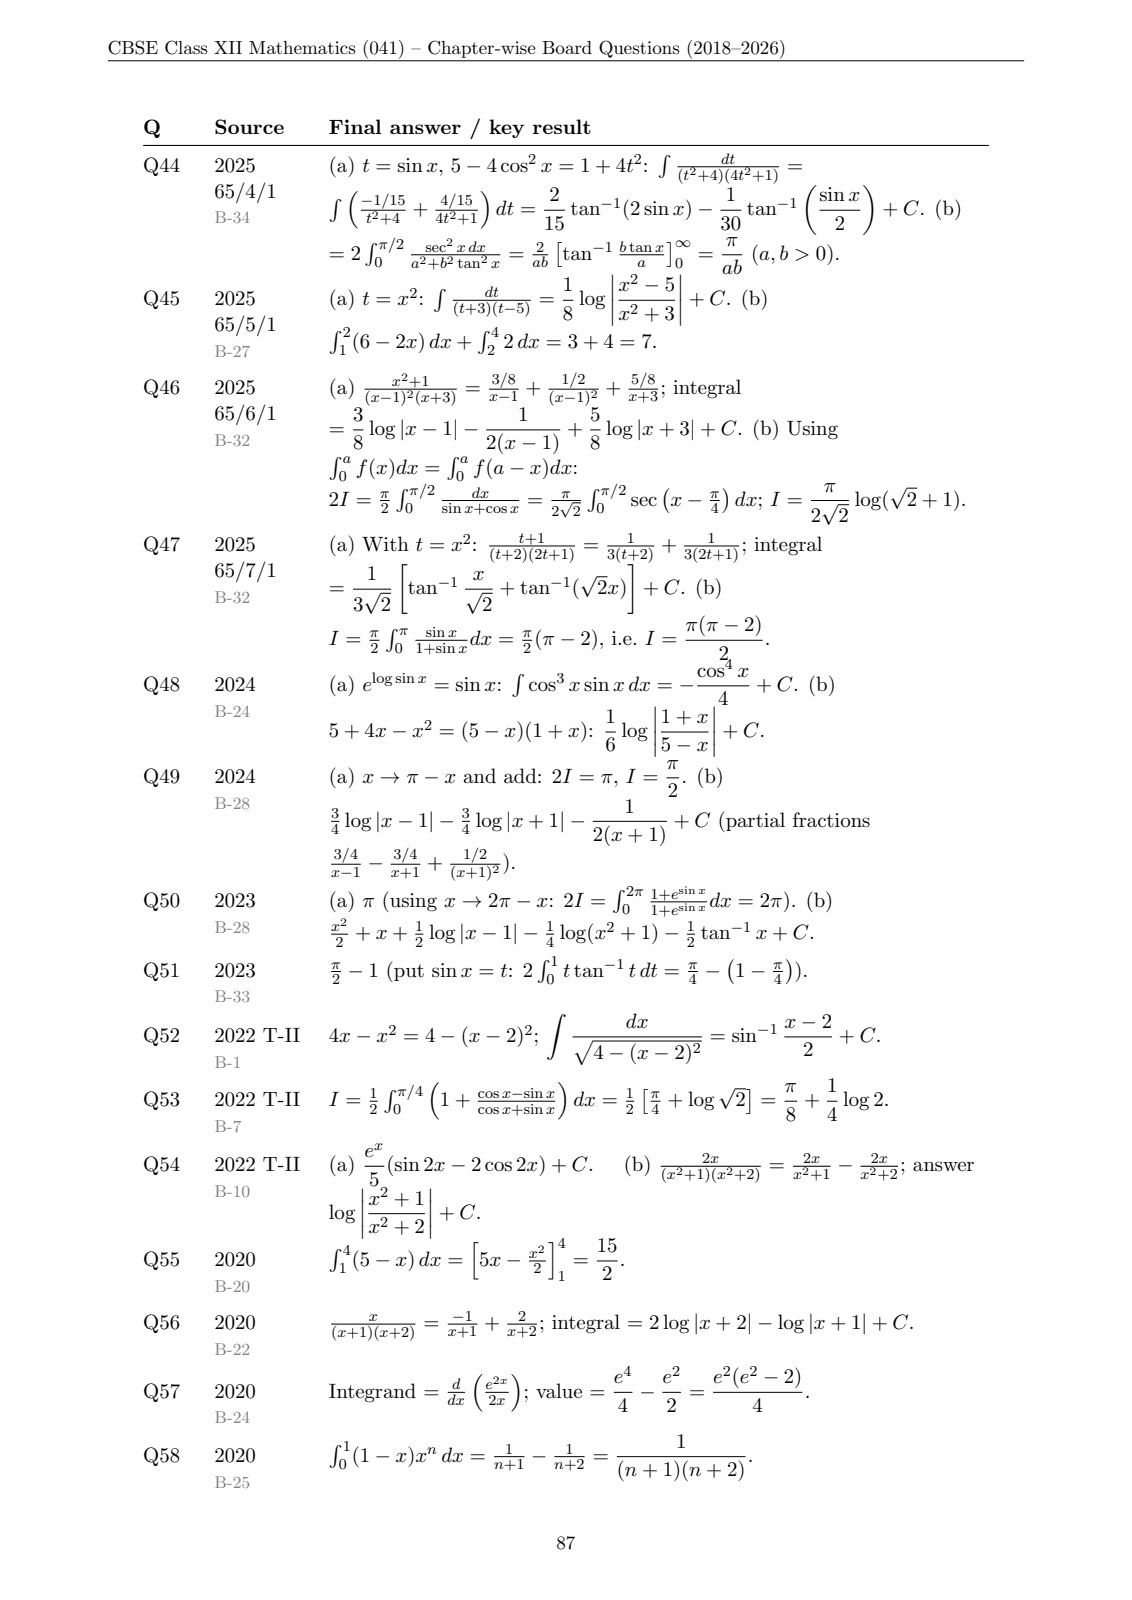 CBSE Class XII Mathematics (041) – Chapter-wise Board Questions (2018–2026)
Q Source Final answer / key result
Q44 2025 (a) t = sin x, 5 − 4 cos² x = 1 + 4t²: ∫ dt/((t²+4)(4t²+1)) =
65/4/1 ∫ ((−1/15)/(t²+4) + (4/15)/(4t²+1)) dt = 2/15 tan⁻¹(2 sin x) − 1/30 tan⁻¹ (sin x/2) + C. (b)
B-34 = 2 ∫₀^{π/2} sec² x dx/(a²+b² tan² x) = 2/ab [tan⁻¹ (b tan x)/a]₀^∞ = π/ab (a, b > 0).
Q45 2025 (a) t = x²: ∫ dt/((t+3)(t−5)) = 1/8 log |(x² − 5)/(x² + 3)| + C. (b)
65/5/1 ∫₁² (6 − 2x) dx + ∫₂⁴ 2 dx = 3 + 4 = 7.
B-27
Q46 2025 (a) (x²+1)/((x−1)²(x+3)) = (3/8)/(x−1) + (1/2)/(x−1)² + (5/8)/(x+3); integral
65/6/1 = 3/8 log |x − 1| − 1/(2(x − 1)) + 5/8 log |x + 3| + C. (b) Using
B-32 ∫₀^a f(x)dx = ∫₀^a f(a − x)dx:
2I = π/2 ∫₀^{π/2} dx/(sin x+cos x) = π/(2√2) ∫₀^{π/2} sec (x − π/4) dx; I = π/(2√2) log(√2 + 1).
Q47 2025 (a) With t = x²: (t+1)/((t+2)(2t+1)) = 1/(3(t+2)) + 1/(3(2t+1)); integral
65/7/1 = 1/(3√2) [tan⁻¹ x/√2 + tan⁻¹(√2x)] + C. (b)
B-32
I = π/2 ∫₀^π sin x/(1+sin x) dx = π/2 (π − 2), i.e. I = π(π − 2)/2.
Q48 2024 (a) e^{log sin x} = sin x: ∫ cos³ x sin x dx = −cos⁴ x/4 + C. (b)
B-24 5 + 4x − x² = (5 − x)(1 + x): 1/6 log |(1 + x)/(5 − x)| + C.
Q49 2024 (a) x → π − x and add: 2I = π, I = π/2. (b)
B-28 3/4 log |x − 1| − 3/4 log |x + 1| − 1/(2(x + 1)) + C (partial fractions
(3/4)/(x−1) − (3/4)/(x+1) + (1/2)/(x+1)²).
Q50 2023 (a) π (using x → 2π − x: 2I = ∫₀^{2π} (1+e^{sin x})/(1+e^{sin x}) dx = 2π). (b)
B-28 x²/2 + x + 1/2 log |x − 1| − 1/4 log(x² + 1) − 1/2 tan⁻¹ x + C.
Q51 2023 π/2 − 1 (put sin x = t: 2 ∫₀¹ t tan⁻¹ t dt = π/4 − (1 − π/4)).
B-33
Q52 2022 T-II 4x − x² = 4 − (x − 2)²; ∫ dx/√(4 − (x − 2)²) = sin⁻¹ (x − 2)/2 + C.
B-1
Q53 2022 T-II I = 1/2 ∫₀^{π/4} (1 + (cos x−sin x)/(cos x+sin x)) dx = 1/2 [π/4 + log √2] = π/8 + 1/4 log 2.
B-7
Q54 2022 T-II (a) e^x/5 (sin 2x − 2 cos 2x) + C. (b) 2x/((x²+1)(x²+2)) = 2x/(x²+1) − 2x/(x²+2); answer
B-10 log |(x² + 1)/(x² + 2)| + C.
Q55 2020 ∫₁⁴ (5 − x) dx = [5x − x²/2]₁⁴ = 15/2.
B-20
Q56 2020 x/((x+1)(x+2)) = −1/(x+1) + 2/(x+2); integral = 2 log |x + 2| − log |x + 1| + C.
B-22
Q57 2020 Integrand = d/dx (e^{2x}/2x); value = e⁴/4 − e²/2 = e²(e² − 2)/4.
B-24
Q58 2020 ∫₀¹ (1 − x)xⁿ dx = 1/(n+1) − 1/(n+2) = 1/((n + 1)(n + 2)).
B-25
87